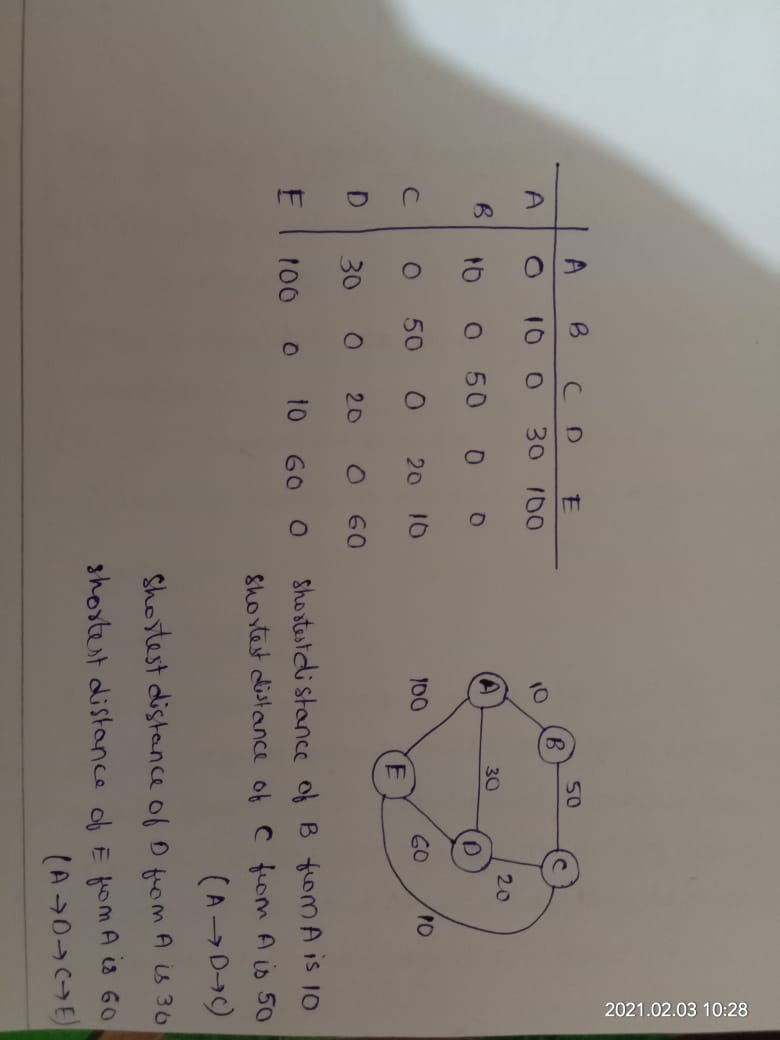 A B C D E
A 0 10 0 30 100
B 10 0 50 0 0
C 0 50 0 20 10
D 30 0 20 0 60
E 100 0 10 60 0
A
B
C
D
E
10
50
30
20
100
60
10
shortest distance of B from A is 10
shortest distance of C from A is 50
(A → D → C)
shortest distance of D from A is 30
shortest distance of E from A is 60
(A → D → C → E)
2021.02.03 10:28